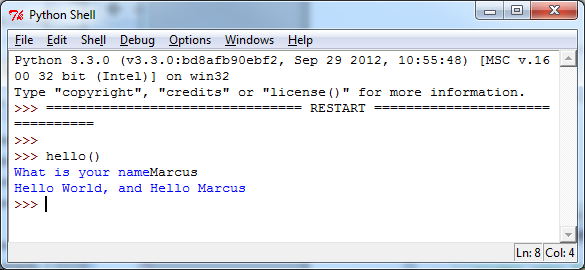 Python Shell
File Edit Shell Debug Options Windows Help
Python 3.3.0 (v3.3.0:bd8afb90ebf2, Sep 29 2012, 10:55:48) [MSC v.16
00 32 bit (Intel)] on win32
Type "copyright", "credits" or "license()" for more information.
>>> ================================ RESTART ======================
==========
>>>
>>> hello()
What is your nameMarcus
Hello World, and Hello Marcus
>>>
Ln: 8 Col: 4